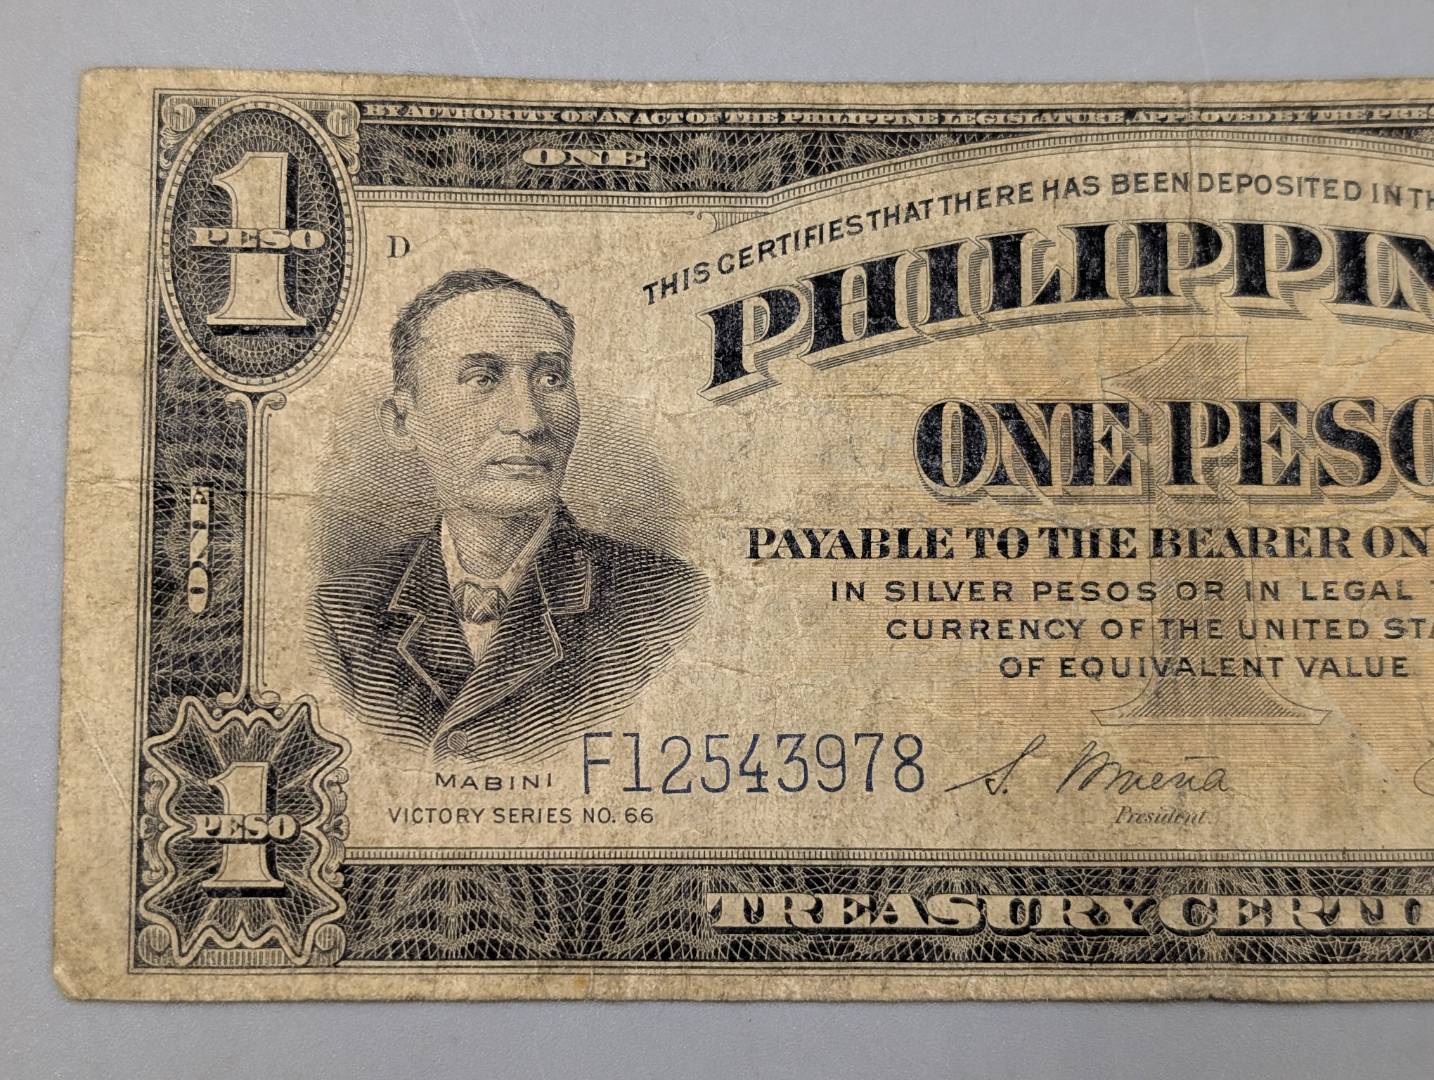 BY AUTHORITY OF AN ACT OF THE PHILIPPINE LEGISLATURE, APPROVED BY THE PRE
ONE
1
PESO
D
THIS CERTIFIES THAT THERE HAS BEEN DEPOSITED IN TH
PHILIPPIN
1
ONE PESO
PAYABLE TO THE BEARER ON
IN SILVER PESOS OR IN LEGAL T
CURRENCY OF THE UNITED STA
OF EQUIVALENT VALUE
ONE
F12543978
MABINI
VICTORY SERIES NO. 66
S. Osmeña
President.
1
PESO
TREASURY CERTI